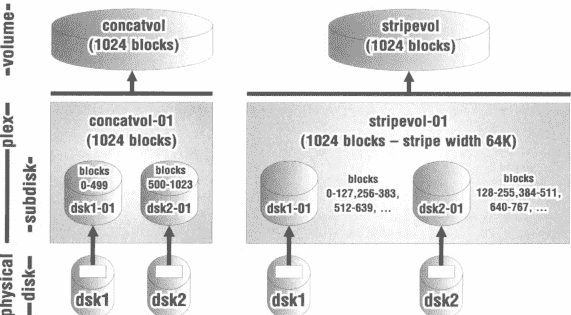 volume
concatvol
(1024 blocks)
stripevol
(1024 blocks)
plex
concatvol-01
(1024 blocks)
stripevol-01
(1024 blocks – stripe width 64K)
subdisk
blocks
0-499
dsk1-01
blocks
500-1023
dsk2-01
dsk1-01
blocks
0-127,256-383,
512-639, ...
dsk2-01
blocks
128-255,384-511,
640-767, ...
physical
disk
dsk1
dsk2
dsk1
dsk2